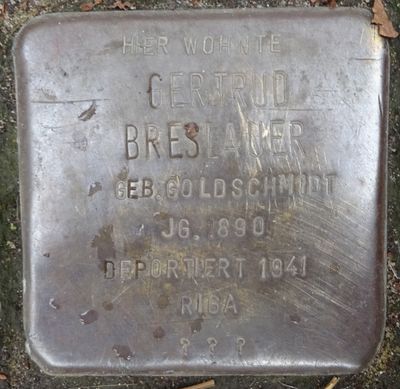 HIER WOHNTE
GERTRUD
BRESLAUER
GEB. GOLDSCHMIDT
JG. 1890
DEPORTIERT 1941
RIGA
? ? ?